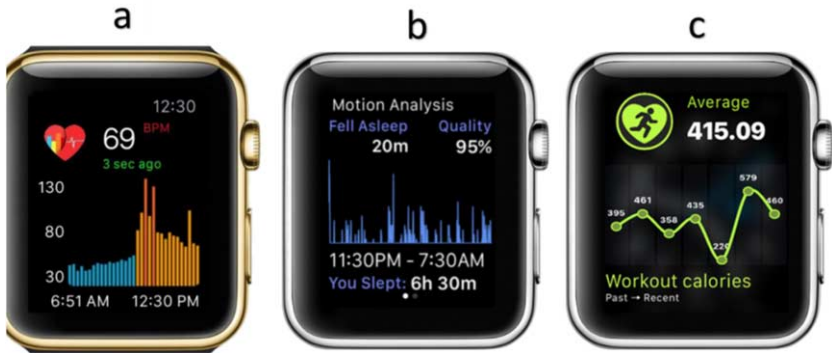 a
12:30
69 BPM
3 sec ago
130
80
30
6:51 AM 12:30 PM
b
Motion Analysis
Fell Asleep Quality
20m 95%
11:30PM - 7:30AM
You Slept: 6h 30m
c
Average
415.09
395 461 358 435 220 579 460
Workout calories
Past → Recent